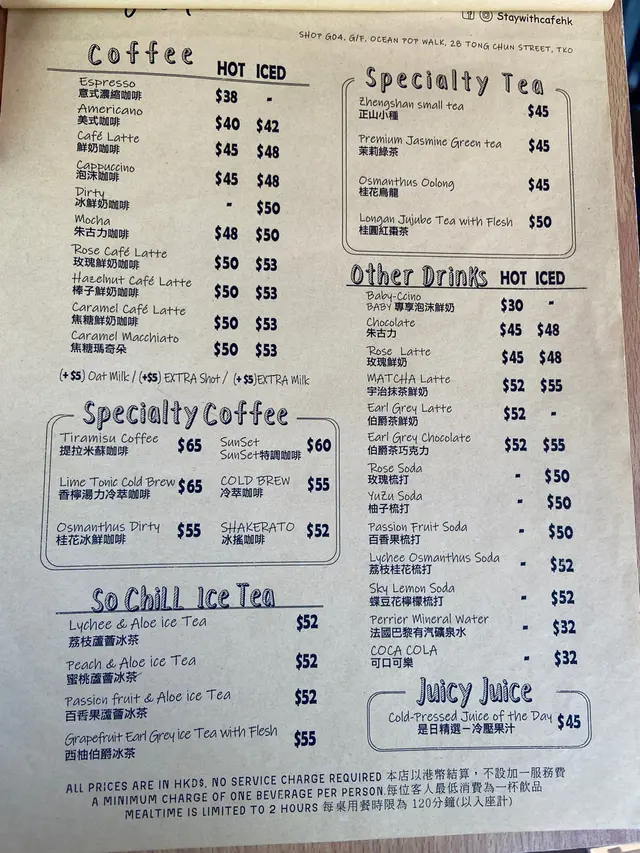 Staywithcafehk
SHOP G04, G/F, OCEAN POP WALK, 28 TONG CHUN STREET, TKO
Coffee HOT ICED
Espresso
意式濃縮咖啡 $38 -
Americano
美式咖啡 $40 $42
Café Latte
鮮奶咖啡 $45 $48
Cappuccino
泡沫咖啡 $45 $48
Dirty
冰鮮奶咖啡 - $50
Mocha
朱古力咖啡 $48 $50
Rose Café Latte
玫瑰鮮奶咖啡 $50 $53
Hazelnut Café Latte
榛子鮮奶咖啡 $50 $53
Caramel Café Latte
焦糖鮮奶咖啡 $50 $53
Caramel Macchiato
焦糖瑪奇朵 $50 $53
(+$5) Oat Milk / (+$5) EXTRA Shot / (+$5) EXTRA Milk
Specialty Coffee
Tiramisu Coffee
提拉米蘇咖啡 $65
SunSet
SunSet特調咖啡 $60
Lime Tonic Cold Brew
香檸湯力冷萃咖啡 $65
COLD BREW
冷萃咖啡 $55
Osmanthus Dirty
桂花冰鮮咖啡 $55
SHAKERATO
冰搖咖啡 $52
So Chill Ice Tea
Lychee & Aloe ice Tea $52
荔枝蘆薈冰茶
Peach & Aloe ice Tea $52
蜜桃蘆薈冰茶
Passion fruit & Aloe ice Tea $52
百香果蘆薈冰茶
Grapefruit Earl Grey ice Tea with Flesh $55
西柚伯爵冰茶
Specialty Tea
Zhengshan small tea
正山小種 $45
Premium Jasmine Green tea
茉莉綠茶 $45
Osmanthus Oolong
桂花烏龍 $45
Longan Jujube Tea with Flesh
桂圓紅棗茶 $50
Other Drinks HOT ICED
Baby-Ccino
BABY 專享泡沫鮮奶 $30 -
Chocolate
朱古力 $45 $48
Rose Latte
玫瑰鮮奶 $45 $48
MATCHA Latte
宇治抹茶鮮奶 $52 $55
Earl Grey Latte
伯爵茶鮮奶 $52 -
Earl Grey Chocolate
伯爵茶巧克力 $52 $55
Rose Soda
玫瑰梳打 - $50
Yuzu Soda
柚子梳打 - $50
Passion Fruit Soda
百香果梳打 - $50
Lychee Osmanthus Soda
荔枝桂花梳打 - $52
Sky Lemon Soda
蝶豆花檸檬梳打 - $52
Perrier Mineral Water
法國巴黎有汽礦泉水 - $32
COCA COLA
可口可樂 - $32
Juicy Juice
Cold-Pressed Juice of the Day $45
是日精選－冷壓果汁
ALL PRICES ARE IN HKD$, NO SERVICE CHARGE REQUIRED 本店以港幣結算，不設加一服務費
A MINIMUM CHARGE OF ONE BEVERAGE PER PERSON.每位客人最低消費為一杯飲品
MEALTIME IS LIMITED TO 2 HOURS 每桌用餐時限為 120分鐘(以入座計)